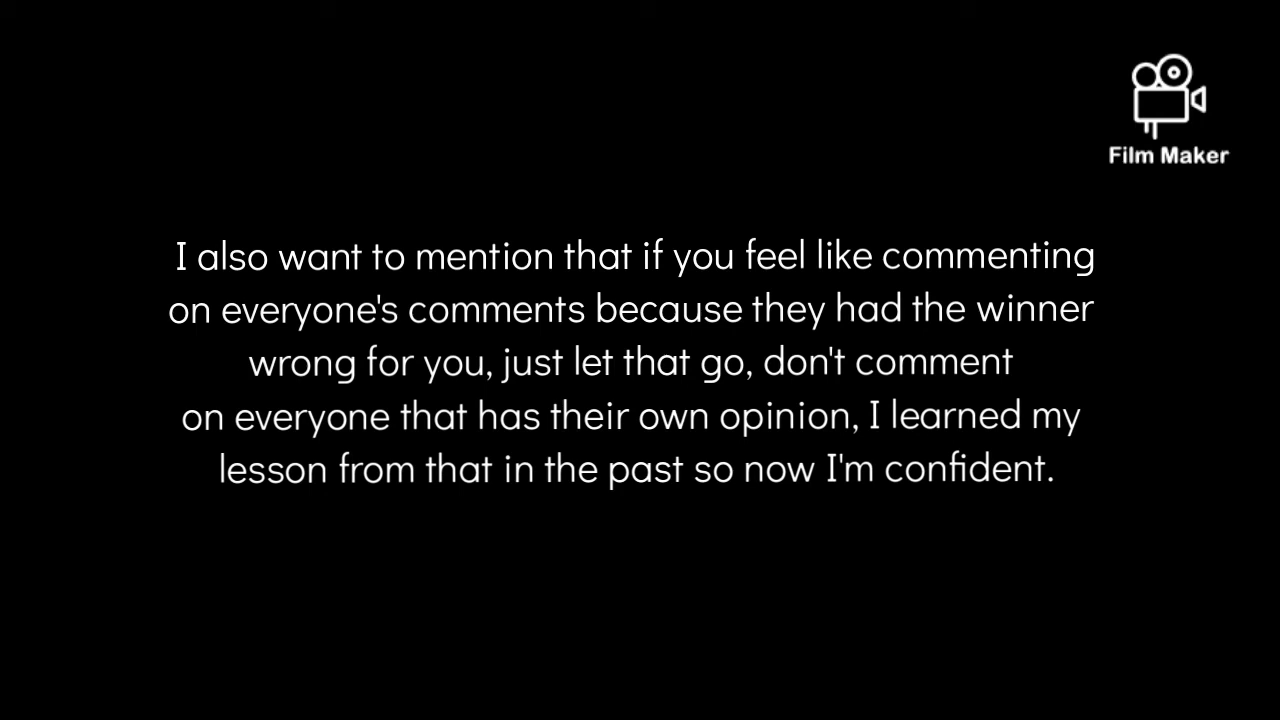 Film Maker
I also want to mention that if you feel like commenting
on everyone's comments because they had the winner
wrong for you, just let that go, don't comment
on everyone that has their own opinion, I learned my
lesson from that in the past so now I'm confident.